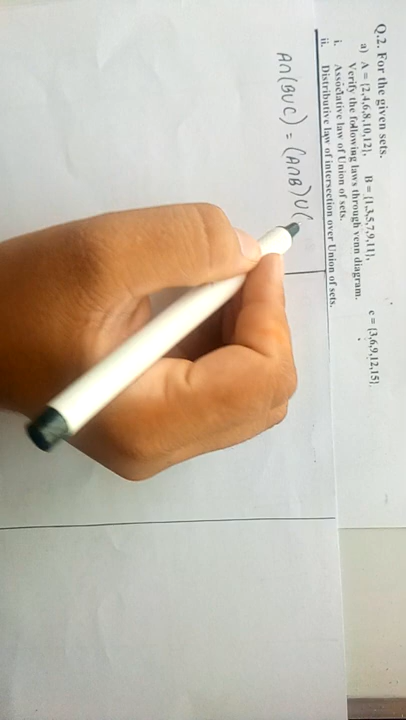 Q.2. For the given sets.
a) A = {2,4,6,8,10,12}, B = {1,3,5,7,9,11}, c = {3,6,9,12,15}.
Verify the following laws through venn diagram.
i. Associative law of Union of sets.
ii. Distributive law of intersection over Union of sets.
A∩(B∪C) = (A∩B)∪(